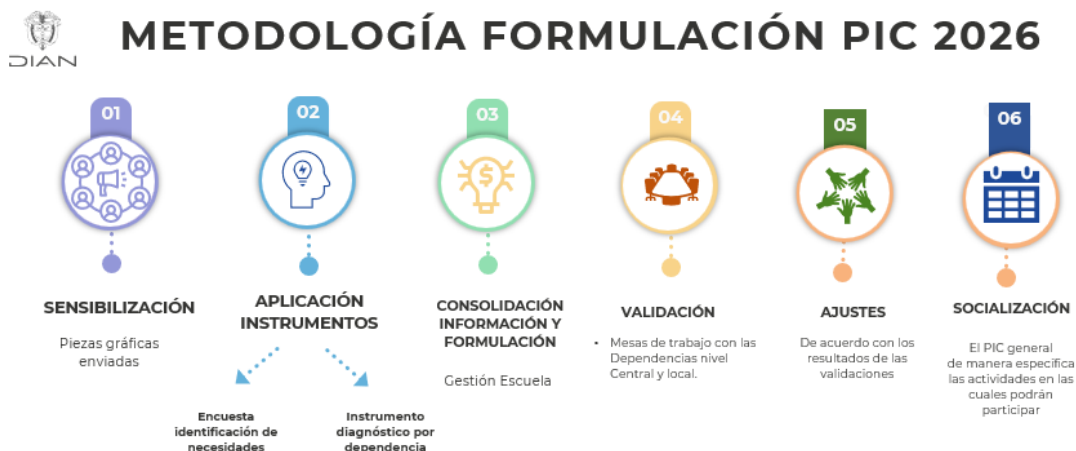 METODOLOGÍA FORMULACIÓN PIC 2026
DIAN
01
02
03
04
05
06
SENSIBILIZACIÓN
Piezas gráficas
enviadas
APLICACIÓN
INSTRUMENTOS
Encuesta
identificación de
necesidades
Instrumento
diagnóstico por
dependencia
CONSOLIDACIÓN
INFORMACIÓN Y
FORMULACIÓN
Gestión Escuela
VALIDACIÓN
• Mesas de trabajo con las
Dependencias nivel
Central y local.
AJUSTES
De acuerdo con los
resultados de las
validaciones
SOCIALIZACIÓN
El PIC general
de manera específica
las actividades en las
cuales podrán
participar